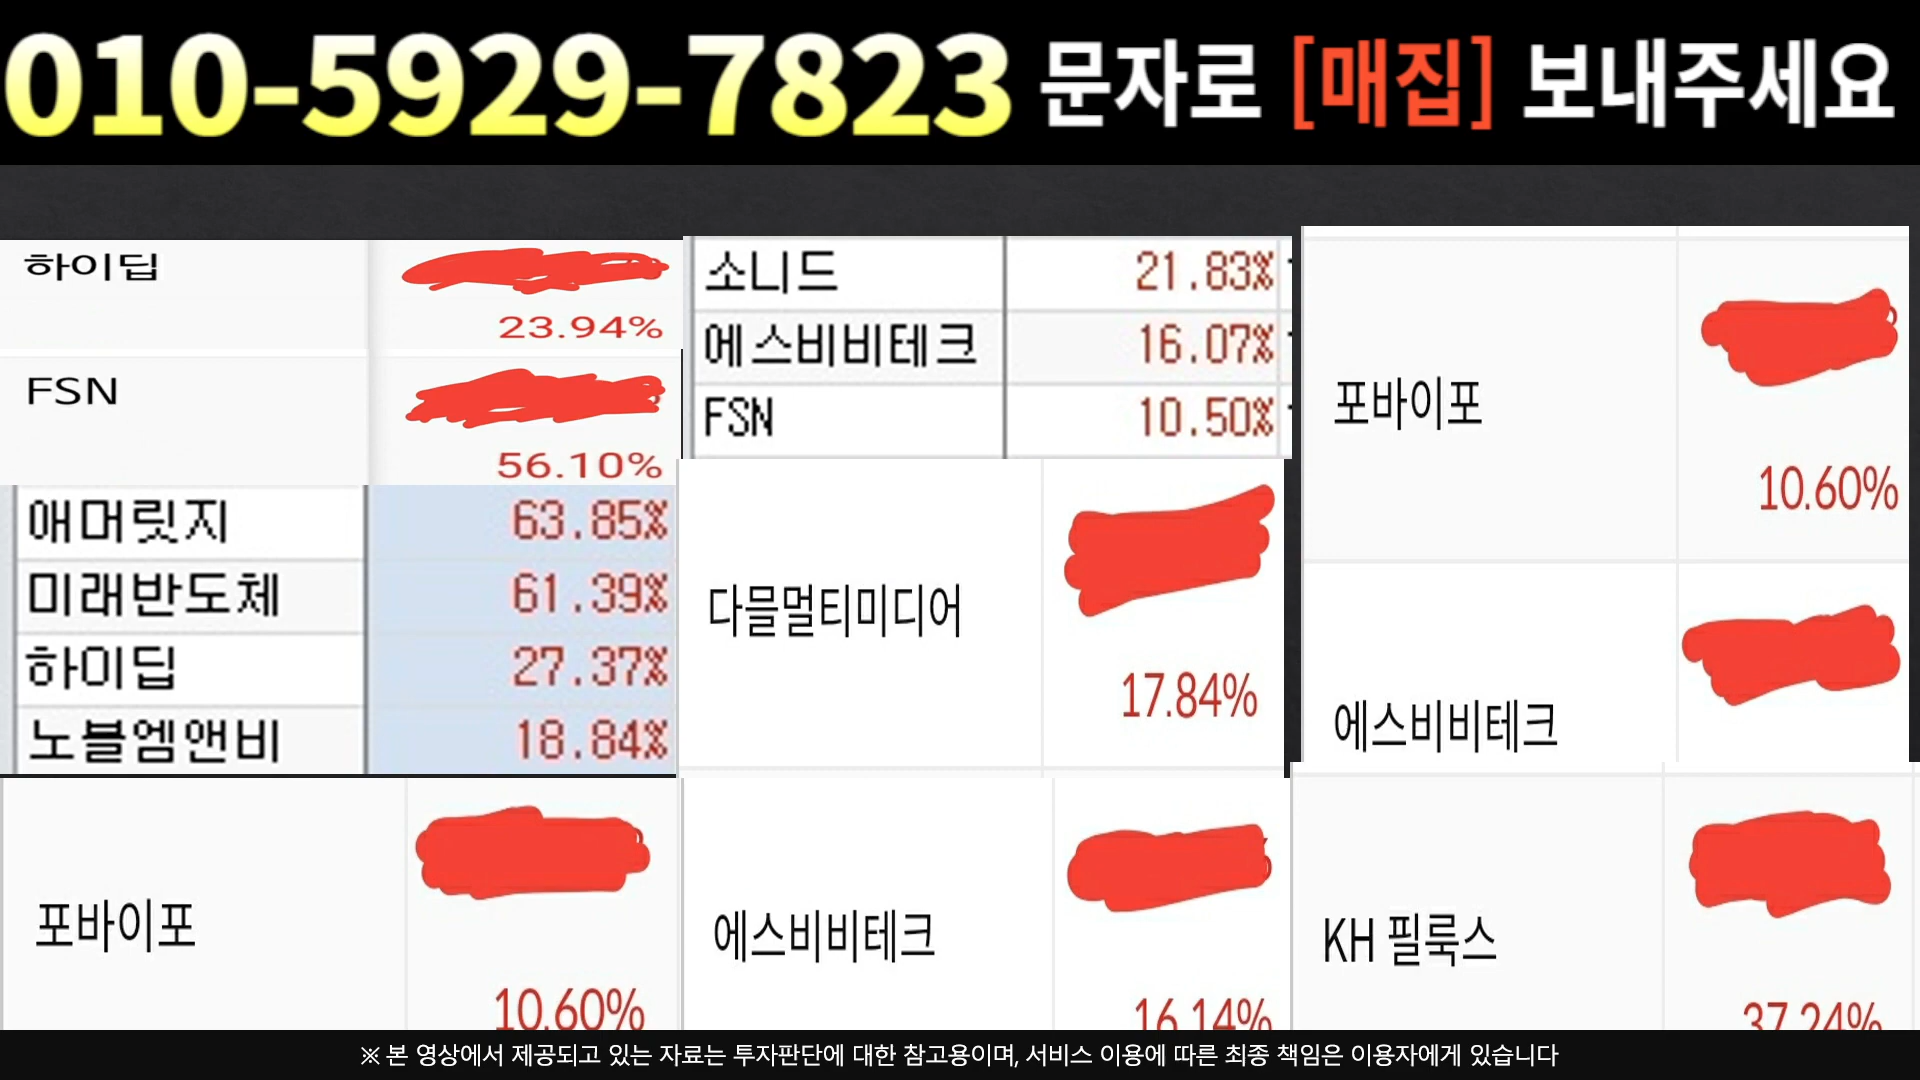 010-5929-7823 문자로 [매집] 보내주세요
하이딥
23.94%
FSN
56.10%
애머릿지 63.85%
미래반도체 61.39%
하이딥 27.37%
노블엠앤비 18.84%
소니드 21.83%
에스비비테크 16.07%
FSN 10.50%
다믈멀티미디어
17.84%
포바이포
10.60%
에스비비테크
포바이포
10.60%
에스비비테크
16.14%
KH 필룩스
37.24%
※ 본 영상에서 제공되고 있는 자료는 투자판단에 대한 참고용이며, 서비스 이용에 따른 최종 책임은 이용자에게 있습니다